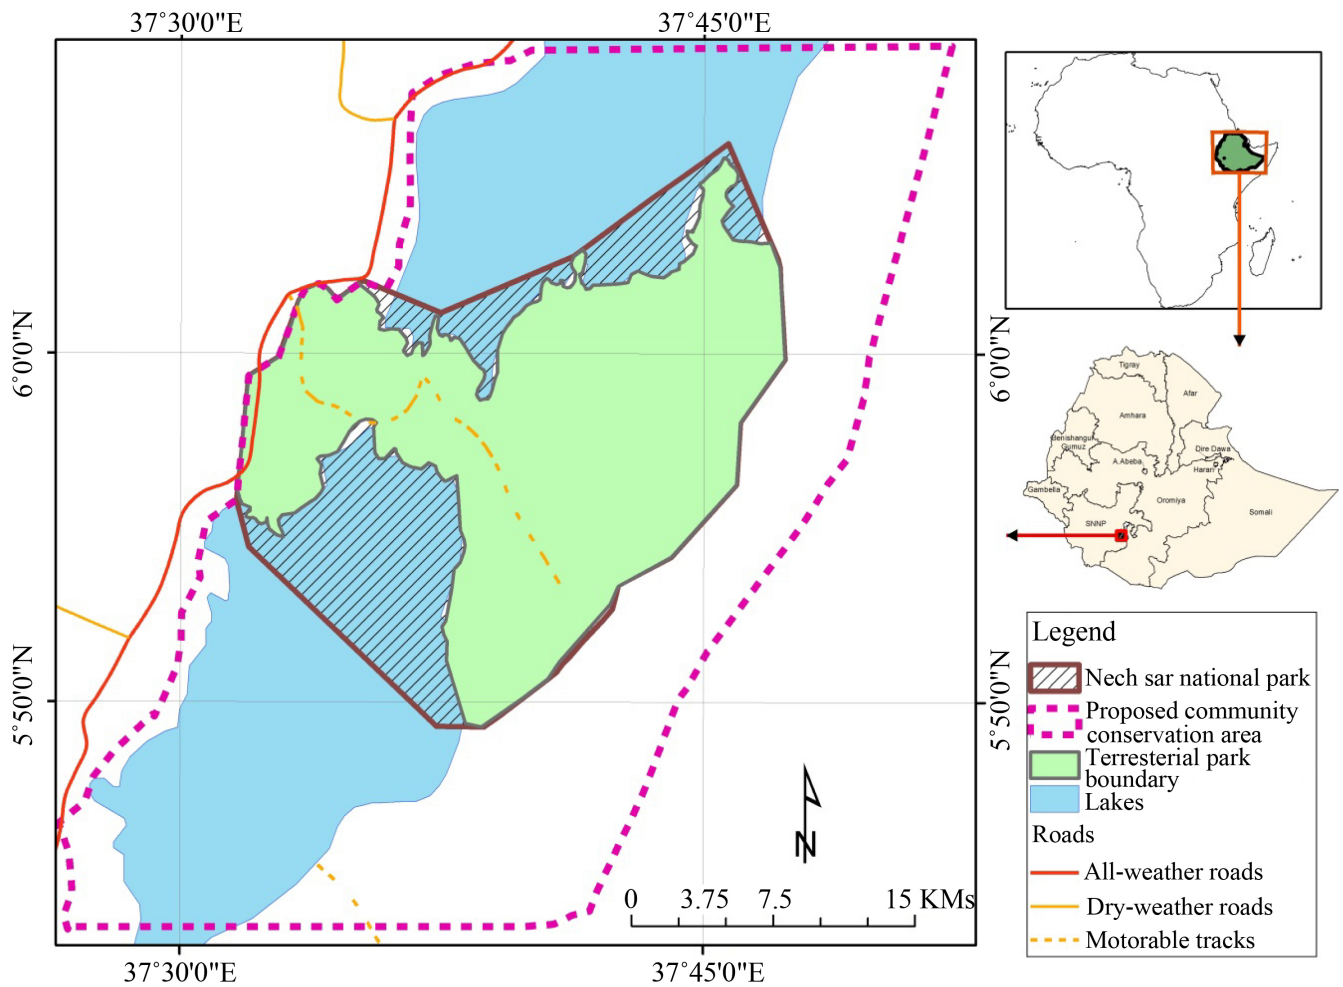 37°30'0"E
37°45'0"E
6°0'0"N
6°0'0"N
5°50'0"N
5°50'0"N
37°30'0"E
37°45'0"E
N
0 3.75 7.5 15 KMs
Tigray
Afar
Amhara
Benishangul
Gumuz
Dire Dawa
A.Abeba
Harari
Gambella
Oromiya
Somali
SNNP
Legend
Nech sar national park
Proposed community
conservation area
Terresterial park
boundary
Lakes
Roads
All-weather roads
Dry-weather roads
Motorable tracks